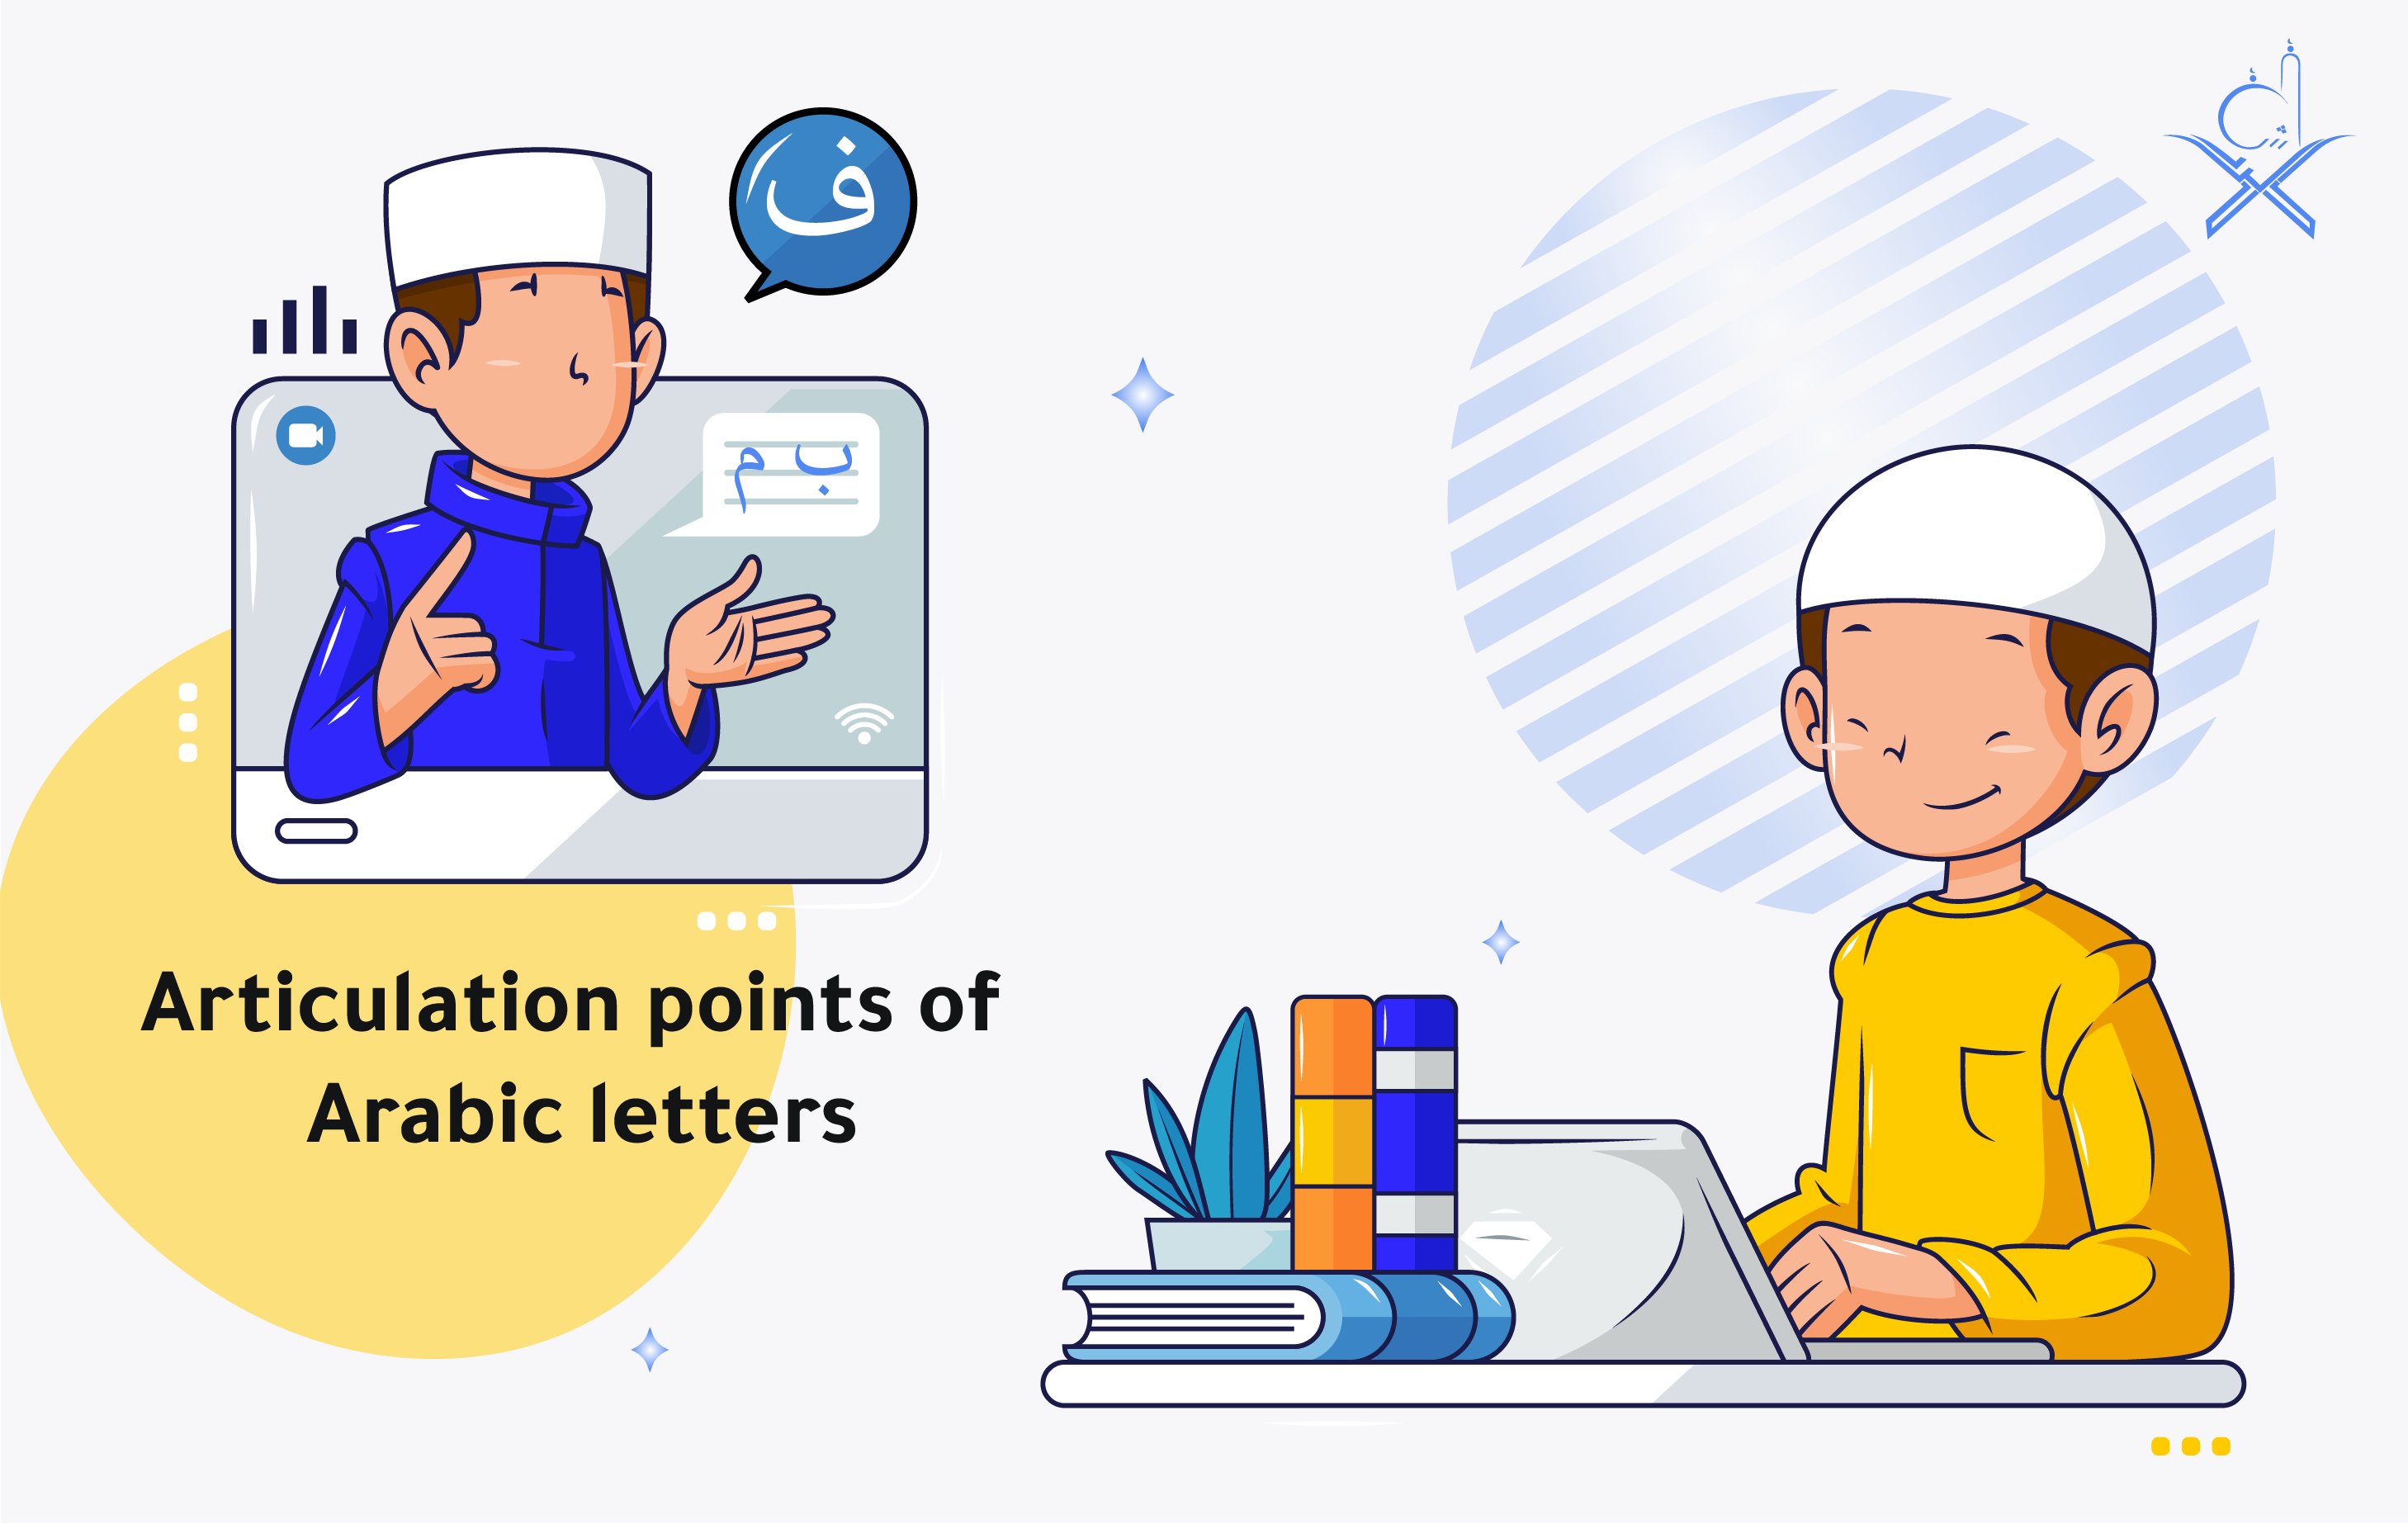 ف
ب م
Articulation points of
Arabic letters